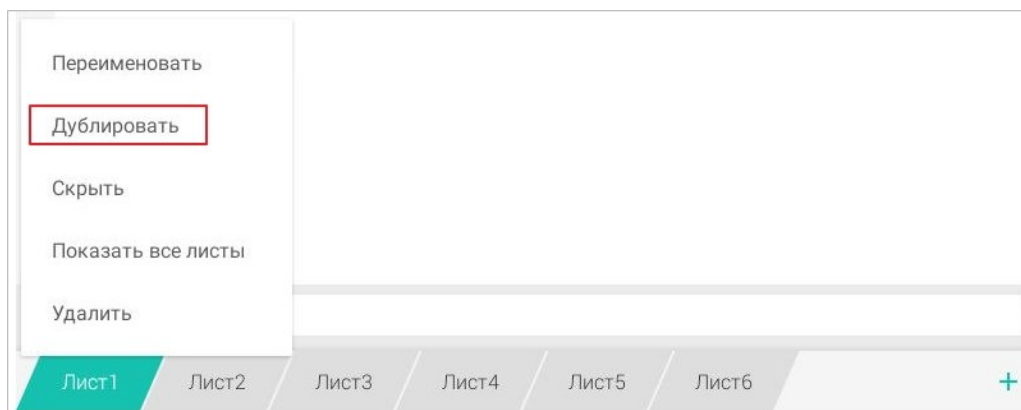 Переименовать
Дублировать
Скрыть
Показать все листы
Удалить
Лист1 Лист2 Лист3 Лист4 Лист5 Лист6 +